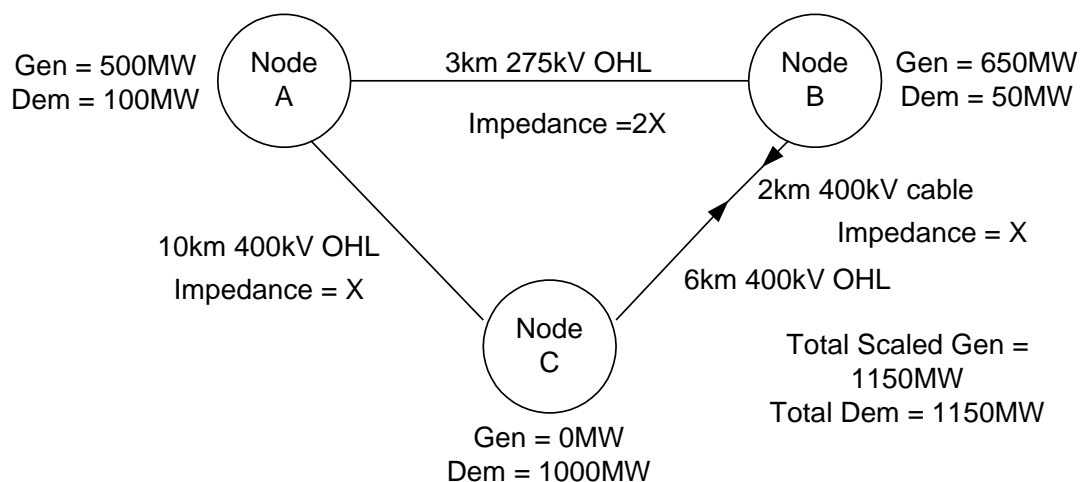 Node
A
Gen = 500MW
Dem = 100MW
3km 275kV OHL
Impedance =2X
Node
B
Gen = 650MW
Dem = 50MW
2km 400kV cable
Impedance = X
10km 400kV OHL
Impedance = X
6km 400kV OHL
Node
C
Gen = 0MW
Dem = 1000MW
Total Scaled Gen =
1150MW
Total Dem = 1150MW